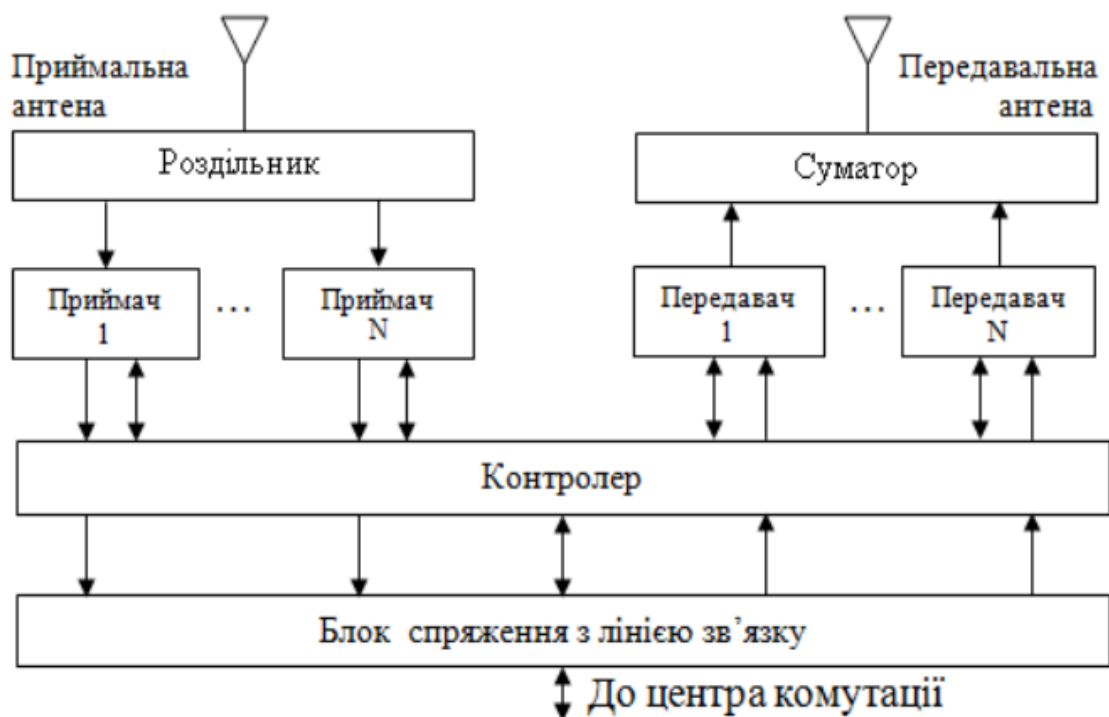 Приймальна
антена
Передавальна
антена
Роздільник
Суматор
Приймач
1
...
Приймач
N
Передавач
1
...
Передавач
N
Контролер
Блок спряження з лінією зв’язку
До центра комутації